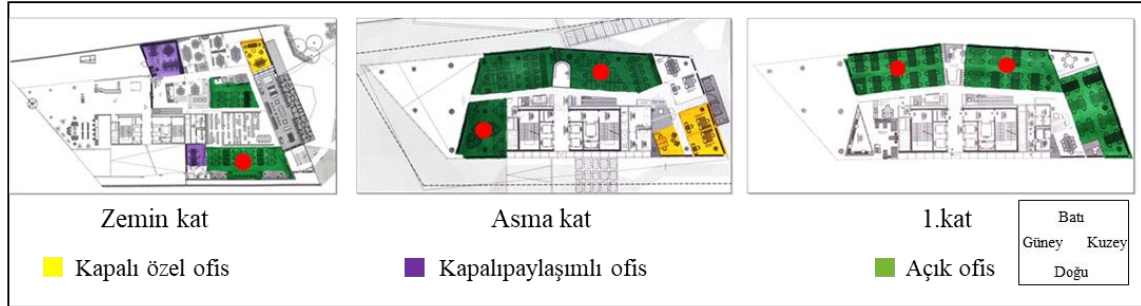 Zemin kat
Asma kat
1.kat
Batı
Güney Kuzey
Doğu
Kapalı özel ofis
Kapalıpaylaşımlı ofis
Açık ofis